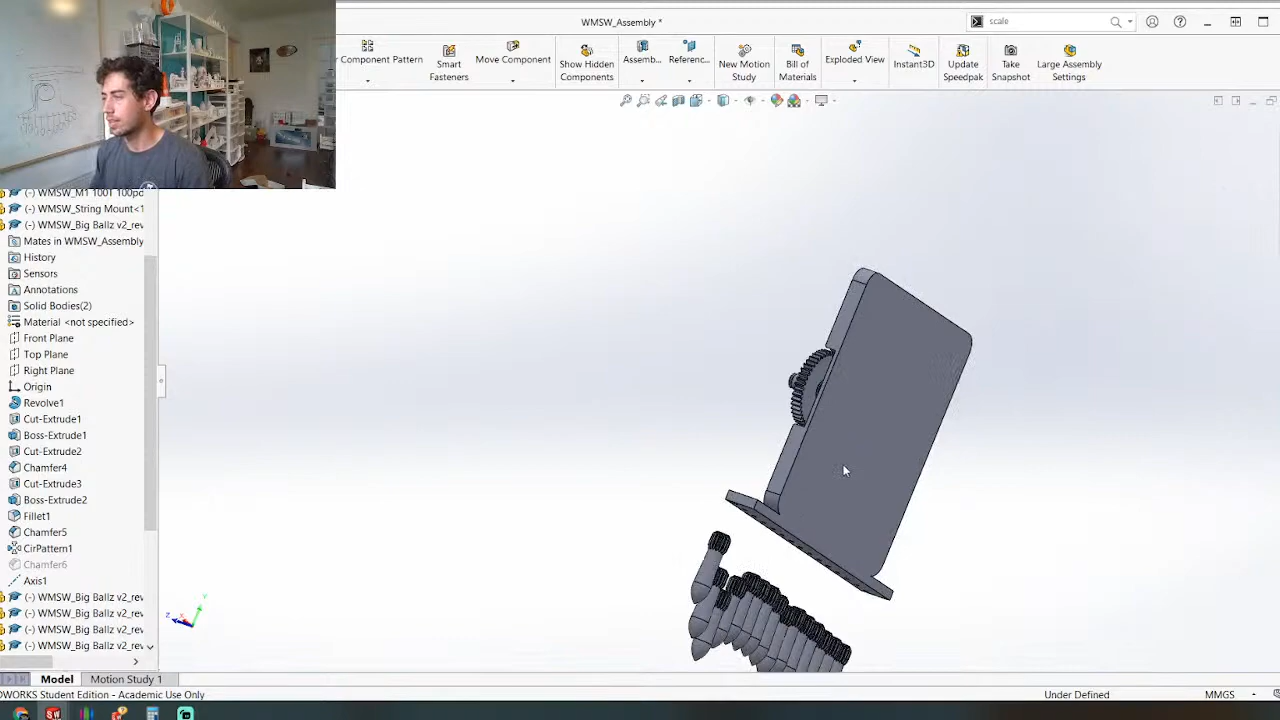 WMSW_Assembly *
scale
Component Pattern
Smart Fasteners
Move Component
Show Hidden Components
Assemb...
Referenc...
New Motion Study
Bill of Materials
Exploded View
Instant3D
Update Speedpak
Take Snapshot
Large Assembly Settings
(-) WMSW_M1 100T 100pd
(-) WMSW_String Mount<1
(-) WMSW_Big Ballz v2_rev
Mates in WMSW_Assembly
History
Sensors
Annotations
Solid Bodies(2)
Material <not specified>
Front Plane
Top Plane
Right Plane
Origin
Revolve1
Cut-Extrude1
Boss-Extrude1
Cut-Extrude2
Chamfer4
Cut-Extrude3
Boss-Extrude2
Fillet1
Chamfer5
CirPattern1
Chamfer6
Axis1
(-) WMSW_Big Ballz v2_rev
(-) WMSW_Big Ballz v2_rev
(-) WMSW_Big Ballz v2_rev
(-) WMSW_Big Ballz v2_rev
Y
Z
Model
Motion Study 1
DWORKS Student Edition - Academic Use Only
Under Defined
MMGS